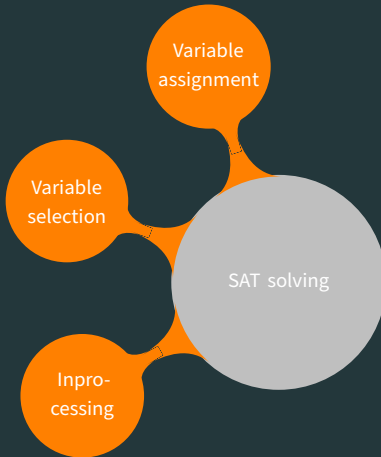 Variable
assignment
Variable
selection
SAT solving
Inpro-
cessing